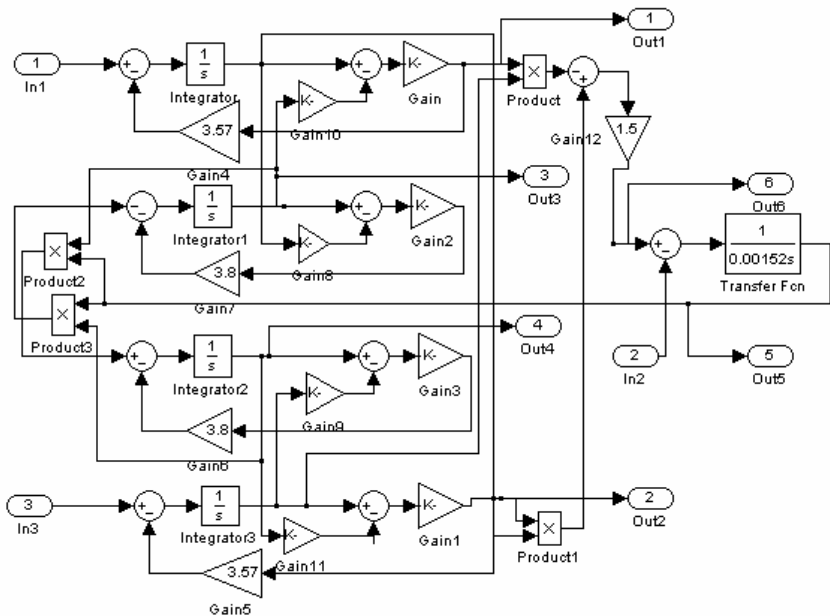 1
Out1
1
In1
1
s
Integrator
K-
Gain
×
Product
K-
Gain10
3.57
Gain4
1.5
Gain12
3
Out3
6
Out6
1
s
Integrator1
K-
Gain2
K-
Gain8
3.8
Gain7
×
Product2
×
Product3
1
0.00152s
Transfer Fcn
4
Out4
2
In2
5
Out5
1
s
Integrator2
K-
Gain3
K-
Gain9
3.8
Gain6
3
In3
1
s
Integrator3
K-
Gain1
2
Out2
K-
Gain11
×
Product1
3.57
Gain5